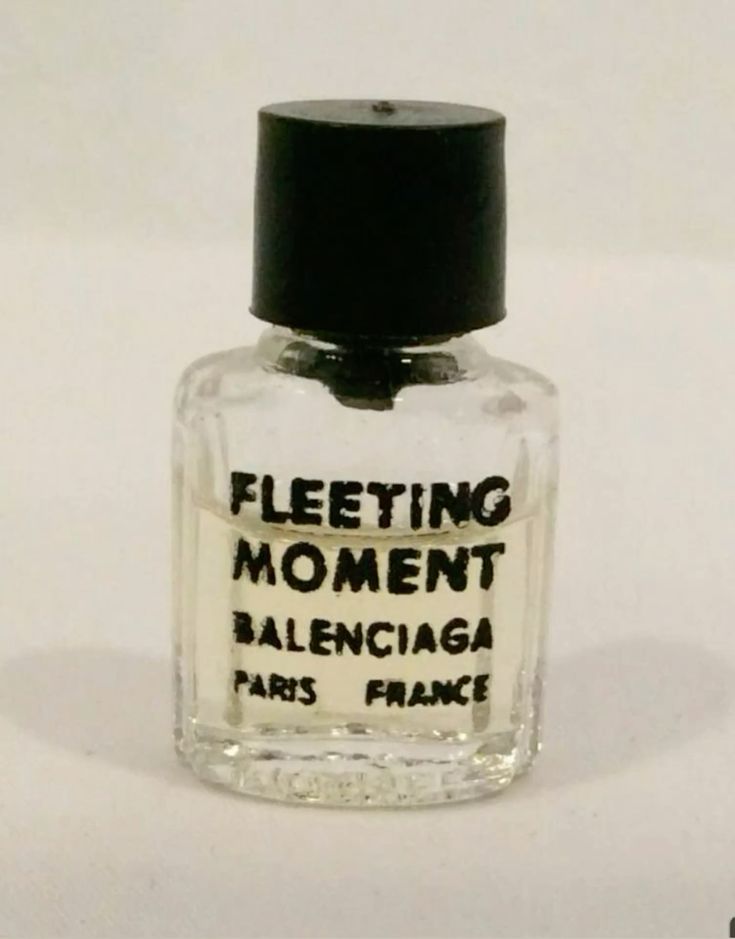 FLEETING
MOMENT
BALENCIAGA
PARIS FRANCE